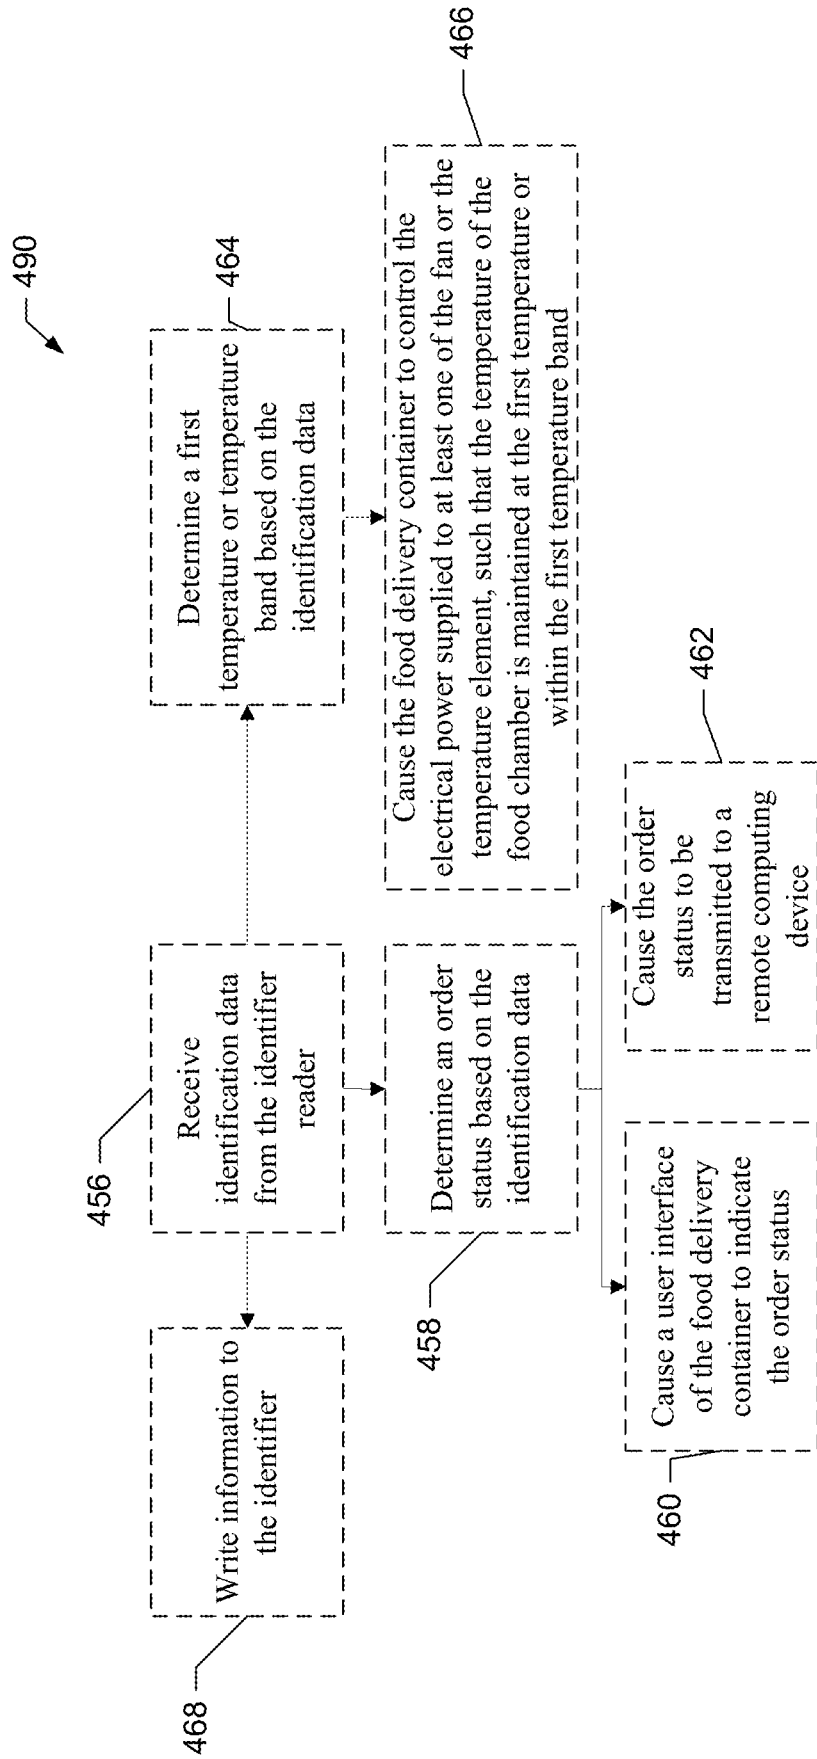 490
456
464
466
468
Write information to
the identifier
Receive
identification data
from the identifier
reader
Determine a first
temperature or temperature
band based on the
identification data
458
Determine an order
status based on the
identification data
Cause the food delivery container to control the
electrical power supplied to at least one of the fan or the
temperature element, such that the temperature of the
food chamber is maintained at the first temperature or
within the first temperature band
460
Cause a user interface
of the food delivery
container to indicate
the order status
462
Cause the order
status to be
transmitted to a
remote computing
device